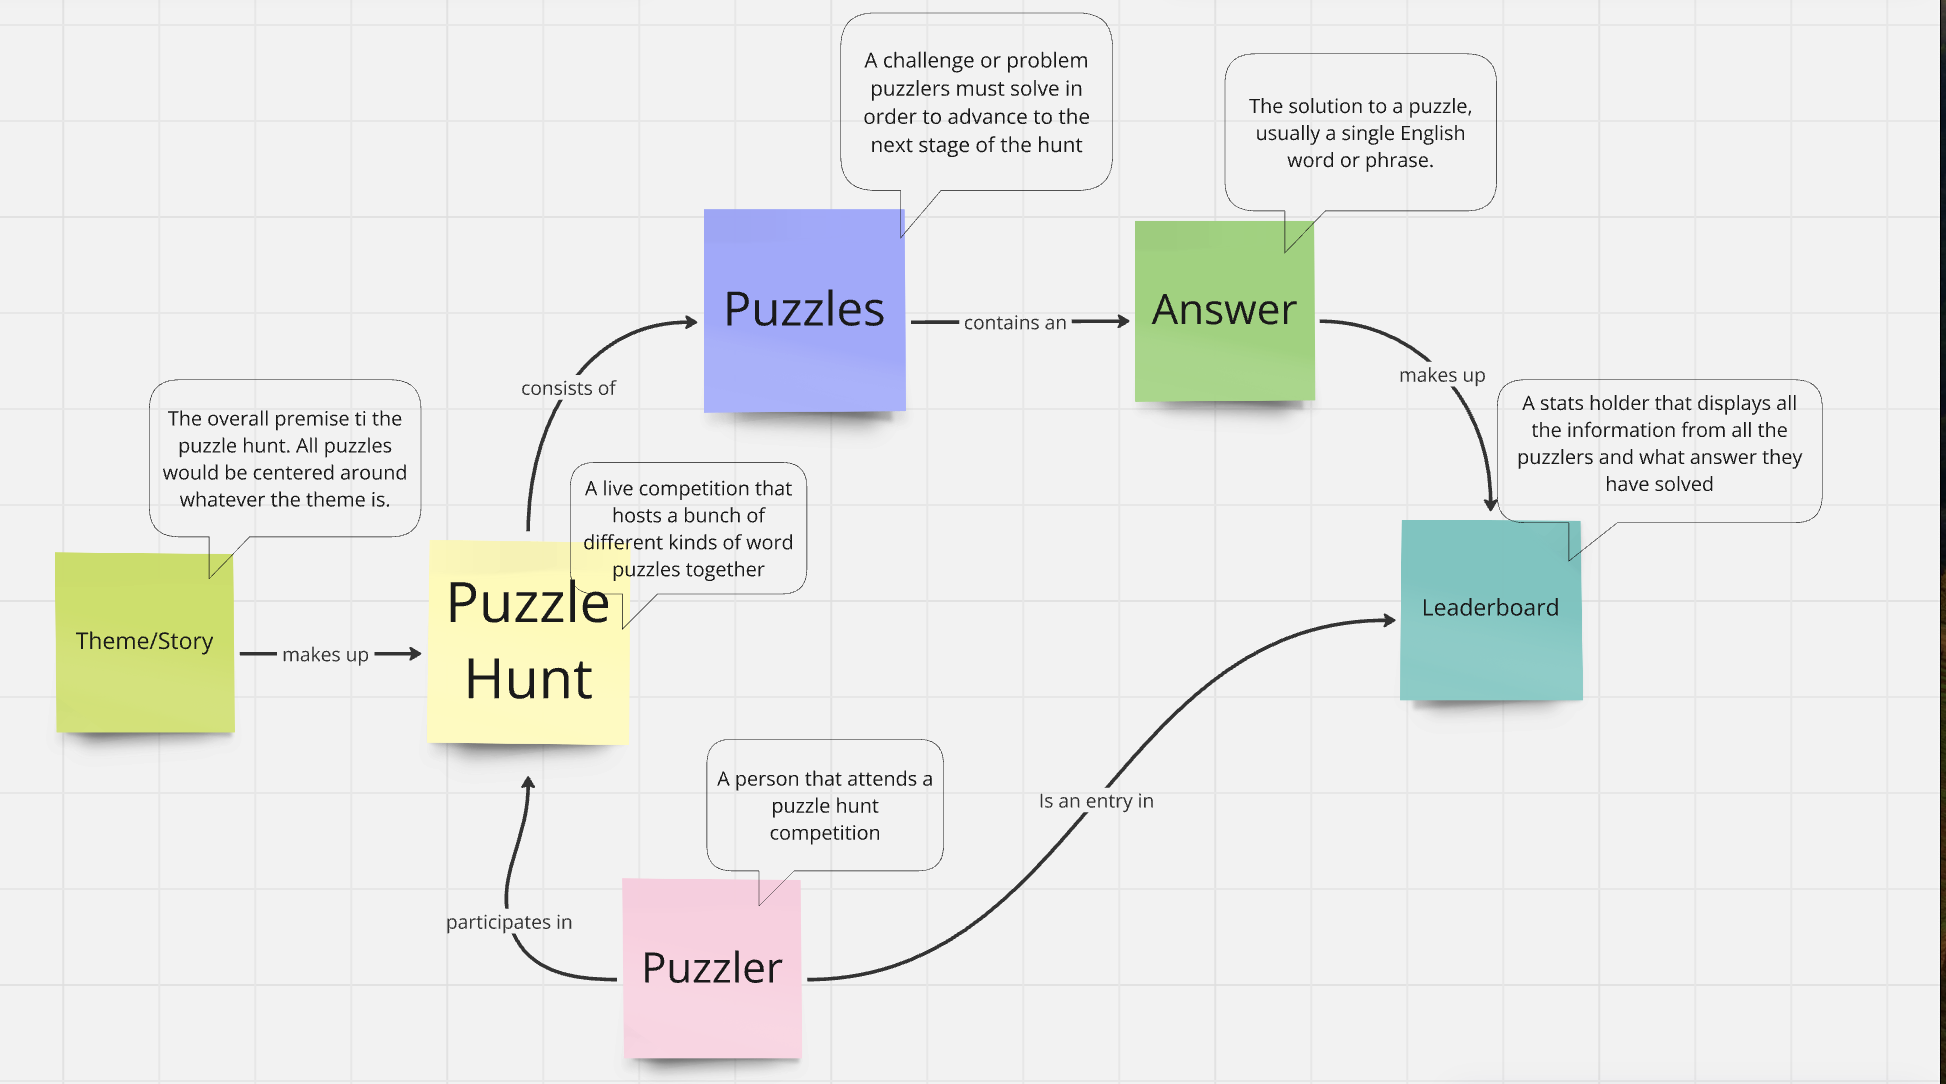 A challenge or problem
puzzlers must solve in
order to advance to the
next stage of the hunt
The solution to a puzzle,
usually a single English
word or phrase.
Puzzles
contains an
Answer
consists of
makes up
The overall premise ti the
puzzle hunt. All puzzles
would be centered around
whatever the theme is.
A stats holder that displays all
the information from all the
puzzlers and what answer they
have solved
A live competition that
hosts a bunch of
different kinds of word
puzzles together
Theme/Story
makes up
Puzzle
Hunt
Leaderboard
A person that attends a
puzzle hunt
competition
Is an entry in
participates in
Puzzler